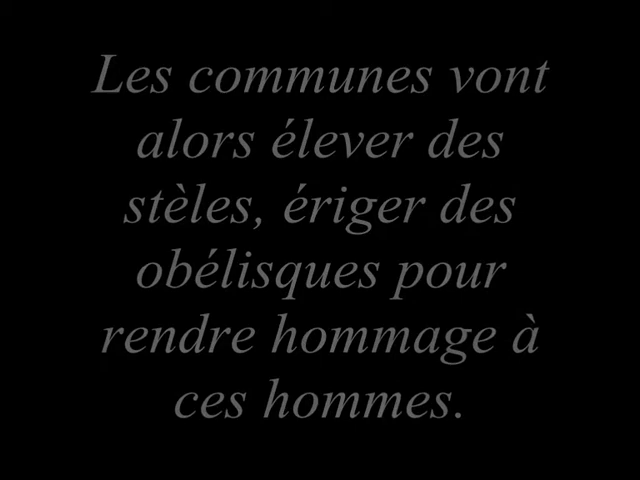 Les communes vont
alors élever des
stèles, ériger des
obélisques pour
rendre hommage à
ces hommes.